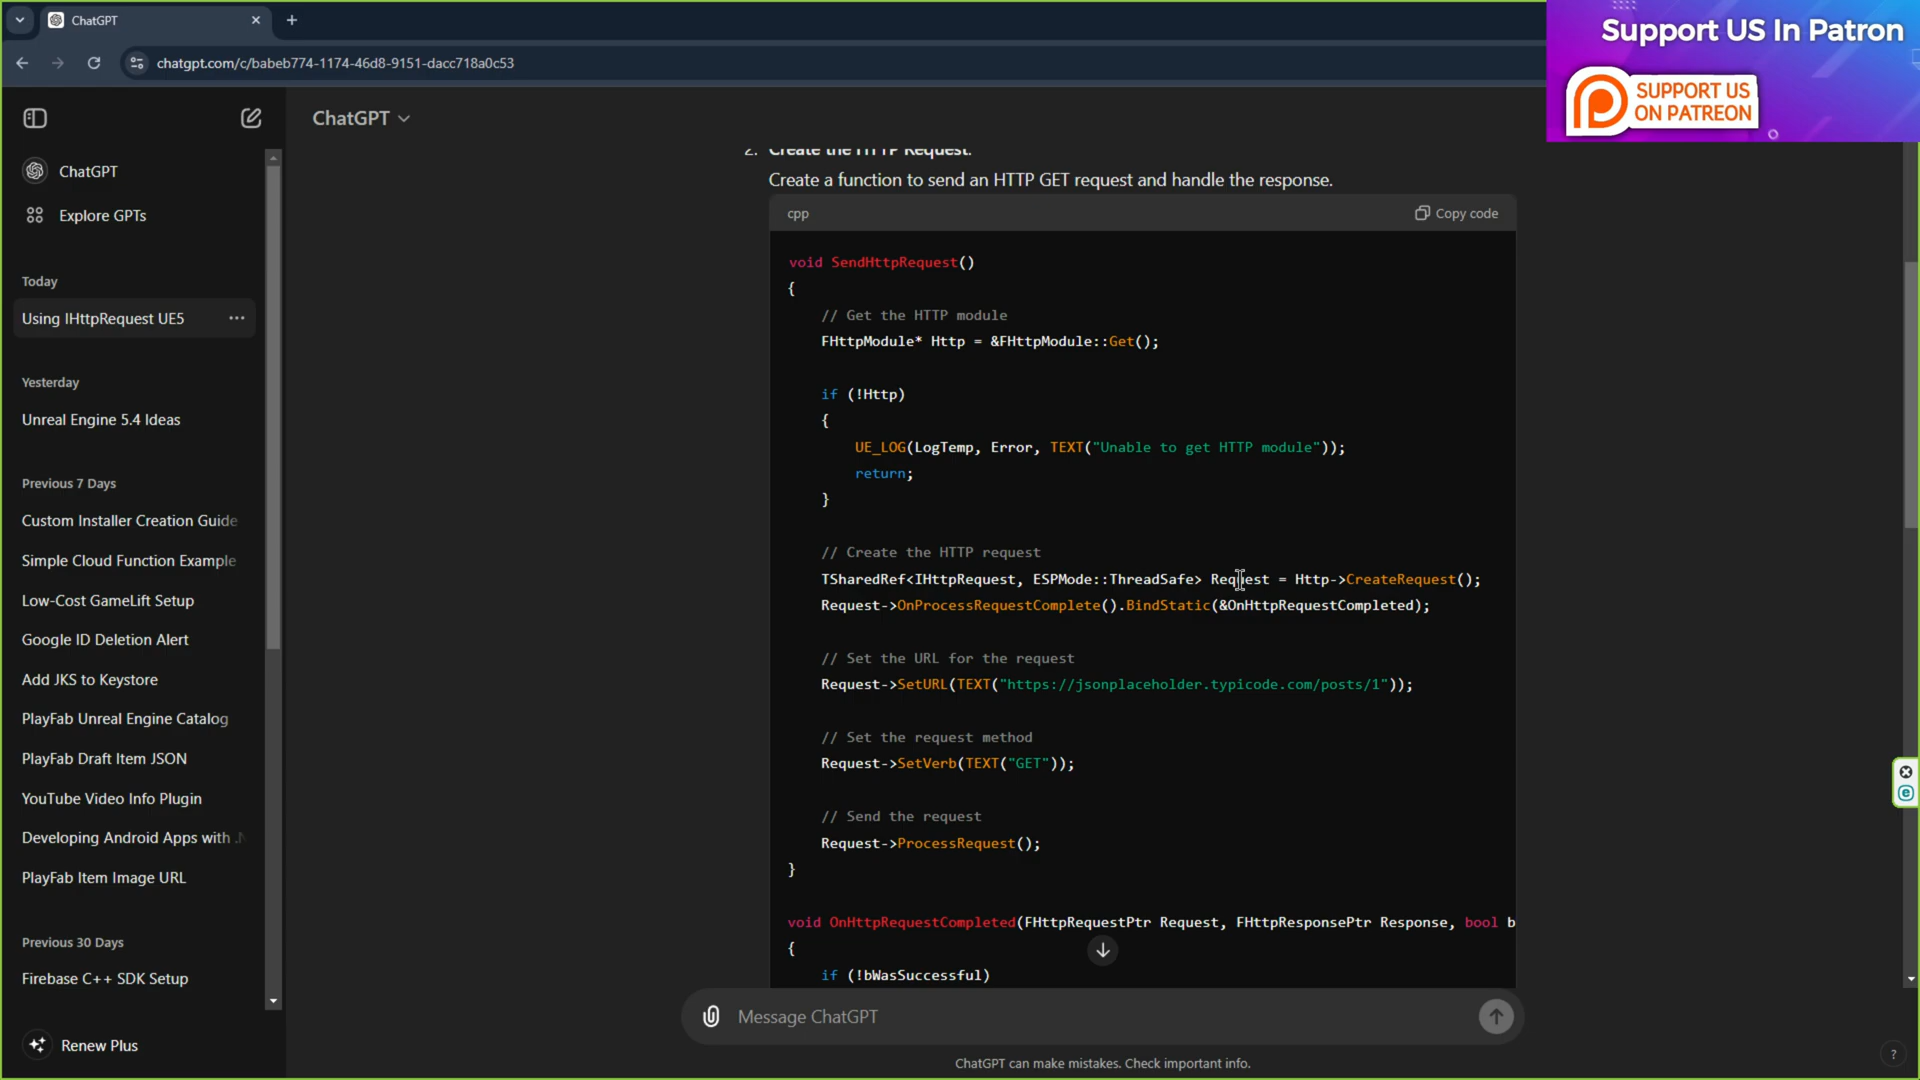 ChatGPT
chatgpt.com/c/babeb774-1174-46d8-9151-dacc718a0c53
Support US In Patron
SUPPORT US
ON PATREON
ChatGPT
Explore GPTs
Today
Using IHttpRequest UE5
Yesterday
Unreal Engine 5.4 Ideas
Previous 7 Days
Custom Installer Creation Guide
Simple Cloud Function Example
Low-Cost GameLift Setup
Google ID Deletion Alert
Add JKS to Keystore
PlayFab Unreal Engine Catalog
PlayFab Draft Item JSON
YouTube Video Info Plugin
Developing Android Apps with .N
PlayFab Item Image URL
Previous 30 Days
Firebase C++ SDK Setup
Renew Plus
ChatGPT
2. Create the HTTP Request:
Create a function to send an HTTP GET request and handle the response.
cpp
Copy code
void SendHttpRequest()
{
// Get the HTTP module
FHttpModule* Http = &FHttpModule::Get();
if (!Http)
{
UE_LOG(LogTemp, Error, TEXT("Unable to get HTTP module"));
return;
}
// Create the HTTP request
TSharedRef<IHttpRequest, ESPMode::ThreadSafe> Request = Http->CreateRequest();
Request->OnProcessRequestComplete().BindStatic(&OnHttpRequestCompleted);
// Set the URL for the request
Request->SetURL(TEXT("https://jsonplaceholder.typicode.com/posts/1"));
// Set the request method
Request->SetVerb(TEXT("GET"));
// Send the request
Request->ProcessRequest();
}
void OnHttpRequestCompleted(FHttpRequestPtr Request, FHttpResponsePtr Response, bool b
{
if (!bWasSuccessful)
Message ChatGPT
ChatGPT can make mistakes. Check important info.
?